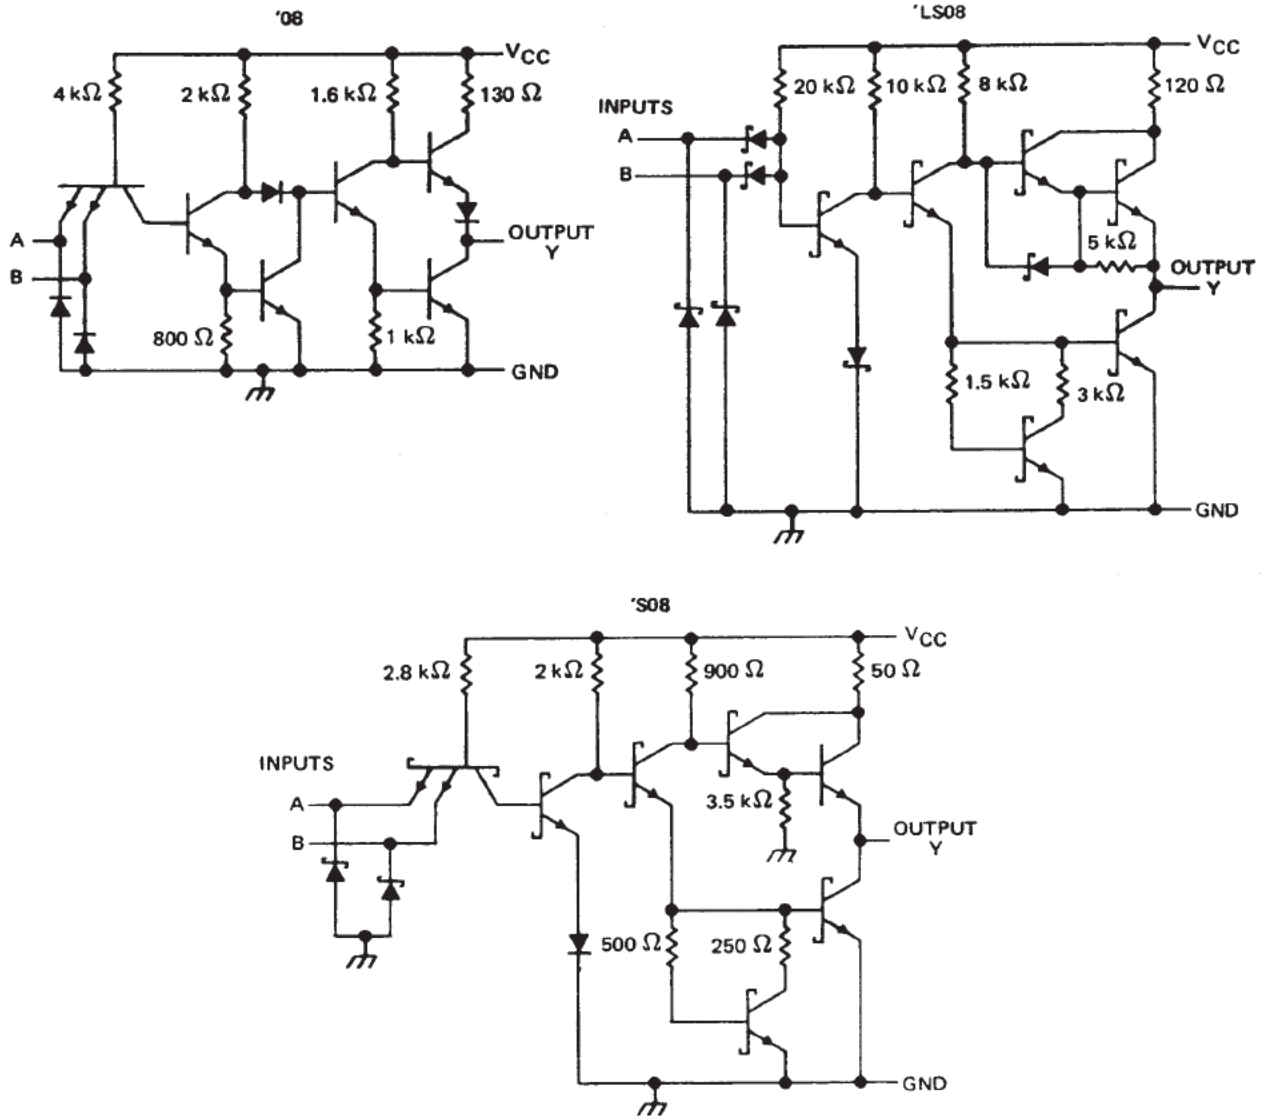 '08
VCC
4 kΩ
2 kΩ
1.6 kΩ
130 Ω
A
B
OUTPUT
Y
800 Ω
1 kΩ
GND
'LS08
VCC
INPUTS
20 kΩ
10 kΩ
8 kΩ
120 Ω
A
B
5 kΩ
OUTPUT
Y
1.5 kΩ
3 kΩ
GND
'S08
VCC
2.8 kΩ
2 kΩ
900 Ω
50 Ω
INPUTS
A
B
3.5 kΩ
OUTPUT
Y
500 Ω
250 Ω
GND